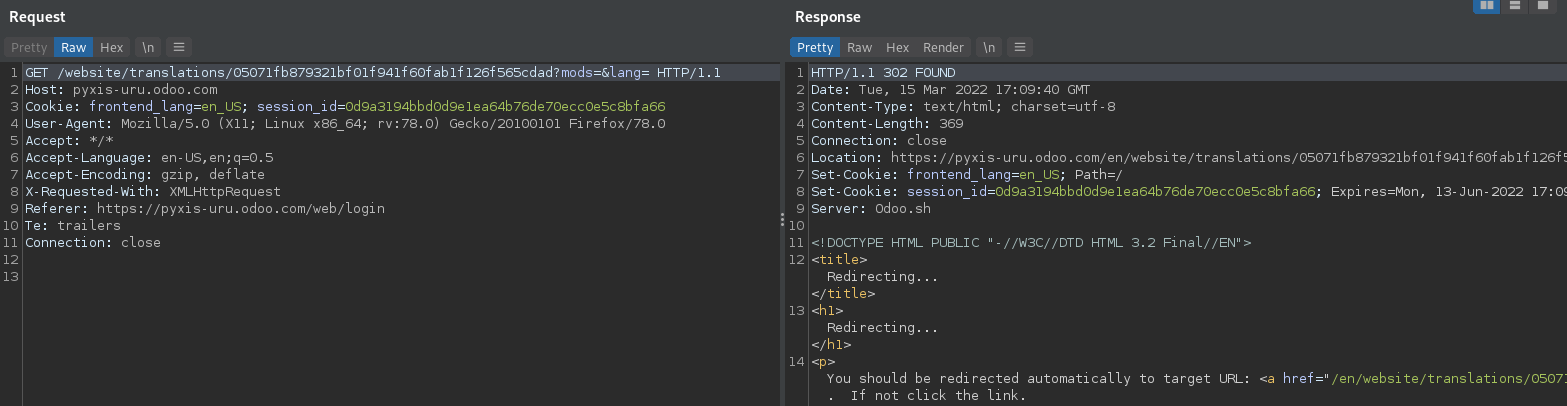 Request
Pretty Raw Hex \n
1 GET /website/translations/05071fb879321bf01f941f60fab1f126f565cdad?mods=&lang= HTTP/1.1
2 Host: pyxis-uru.odoo.com
3 Cookie: frontend_lang=en_US; session_id=0d9a3194bbd0d9e1ea64b76de70ecc0e5c8bfa66
4 User-Agent: Mozilla/5.0 (X11; Linux x86_64; rv:78.0) Gecko/20100101 Firefox/78.0
5 Accept: */*
6 Accept-Language: en-US,en;q=0.5
7 Accept-Encoding: gzip, deflate
8 X-Requested-With: XMLHttpRequest
9 Referer: https://pyxis-uru.odoo.com/web/login
10 Te: trailers
11 Connection: close
12
13
Response
Pretty Raw Hex Render \n
1 HTTP/1.1 302 FOUND
2 Date: Tue, 15 Mar 2022 17:09:40 GMT
3 Content-Type: text/html; charset=utf-8
4 Content-Length: 369
5 Connection: close
6 Location: https://pyxis-uru.odoo.com/en/website/translations/05071fb879321bf01f941f60fab1f126f5
7 Set-Cookie: frontend_lang=en_US; Path=/
8 Set-Cookie: session_id=0d9a3194bbd0d9e1ea64b76de70ecc0e5c8bfa66; Expires=Mon, 13-Jun-2022 17:09
9 Server: Odoo.sh
10
11 <!DOCTYPE HTML PUBLIC "-//W3C//DTD HTML 3.2 Final//EN">
12 <title>
Redirecting...
</title>
13 <h1>
Redirecting...
</h1>
14 <p>
You should be redirected automatically to target URL: <a href="/en/website/translations/05071
. If not click the link.